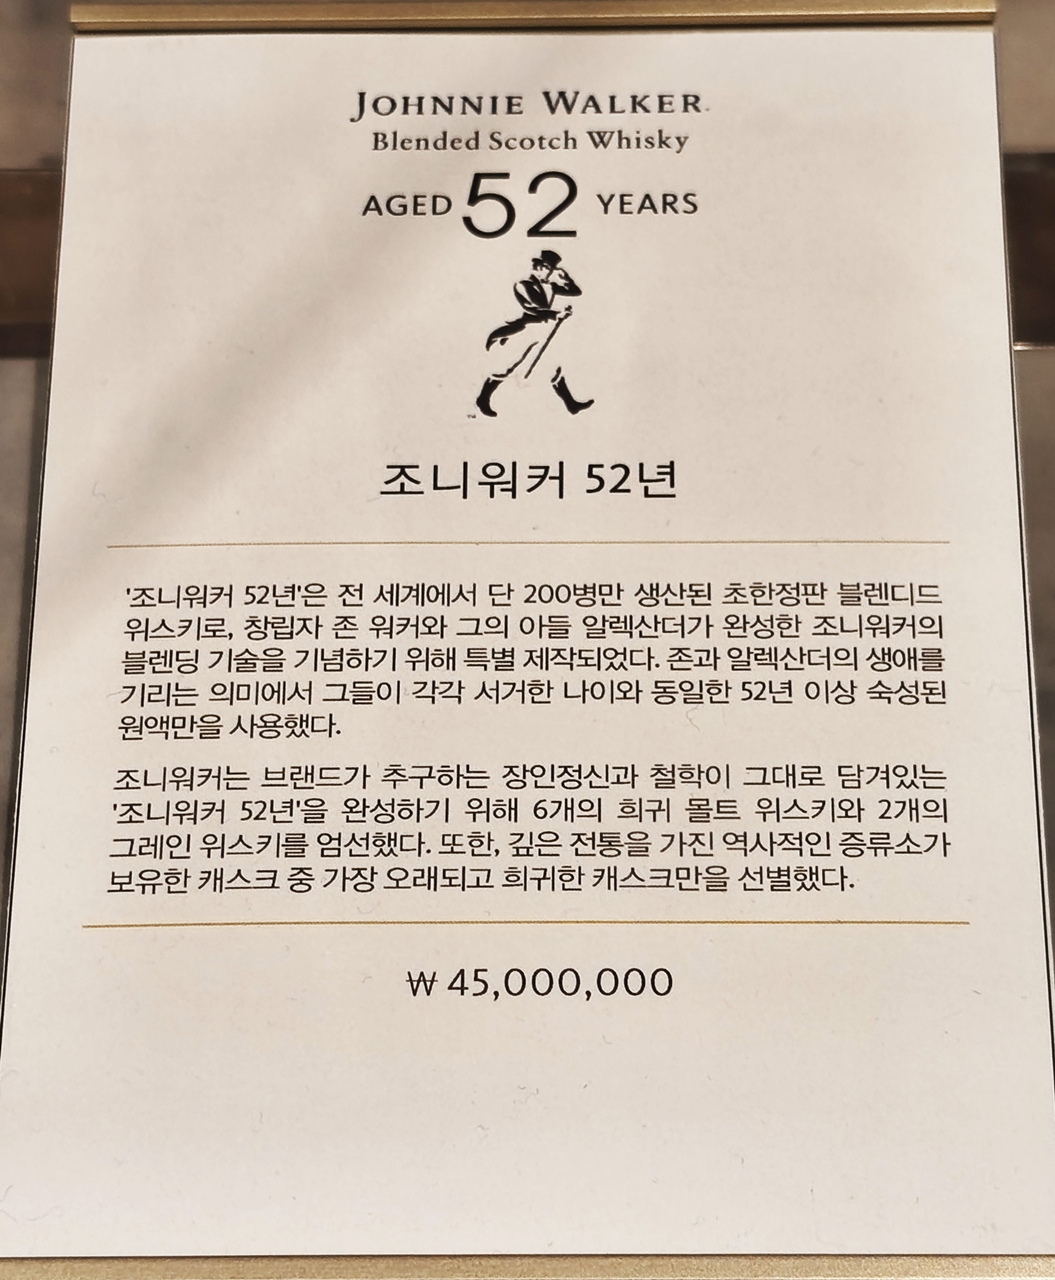 JOHNNIE WALKER.
Blended Scotch Whisky
AGED 52 YEARS
TM
조니워커 52년
'조니워커 52년'은 전 세계에서 단 200병만 생산된 초한정판 블렌디드
위스키로, 창립자 존 워커와 그의 아들 알렉산더가 완성한 조니워커의
블렌딩 기술을 기념하기 위해 특별 제작되었다. 존과 알렉산더의 생애를
기리는 의미에서 그들이 각각 서거한 나이와 동일한 52년 이상 숙성된
원액만을 사용했다.
조니워커는 브랜드가 추구하는 장인정신과 철학이 그대로 담겨있는
'조니워커 52년'을 완성하기 위해 6개의 희귀 몰트 위스키와 2개의
그레인 위스키를 엄선했다. 또한, 깊은 전통을 가진 역사적인 증류소가
보유한 캐스크 중 가장 오래되고 희귀한 캐스크만을 선별했다.
₩ 45,000,000